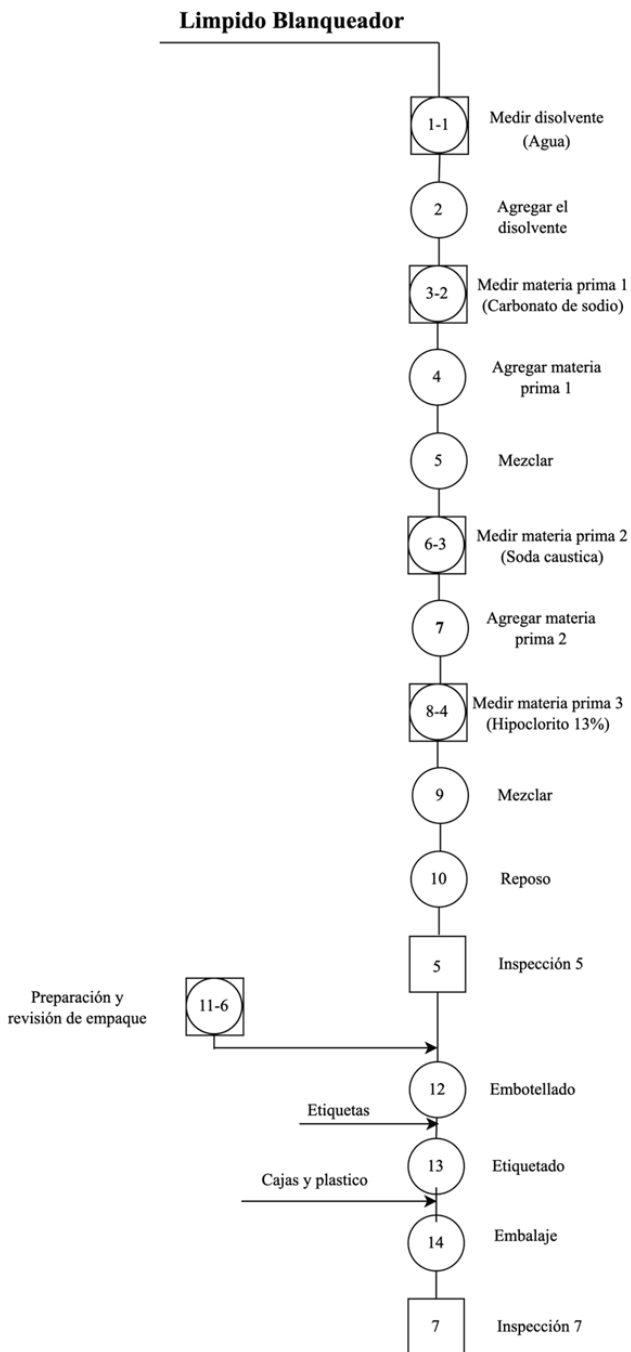 Limpido Blanqueador
1-1
Medir disolvente
(Agua)
2
Agregar el
disolvente
3-2
Medir materia prima 1
(Carbonato de sodio)
4
Agregar materia
prima 1
5
Mezclar
6-3
Medir materia prima 2
(Soda caustica)
7
Agregar materia
prima 2
8-4
Medir materia prima 3
(Hipoclorito 13%)
9
Mezclar
10
Reposo
5
Inspección 5
Preparación y
revisión de empaque
11-6
12
Embotellado
Etiquetas
13
Etiquetado
Cajas y plastico
14
Embalaje
7
Inspección 7